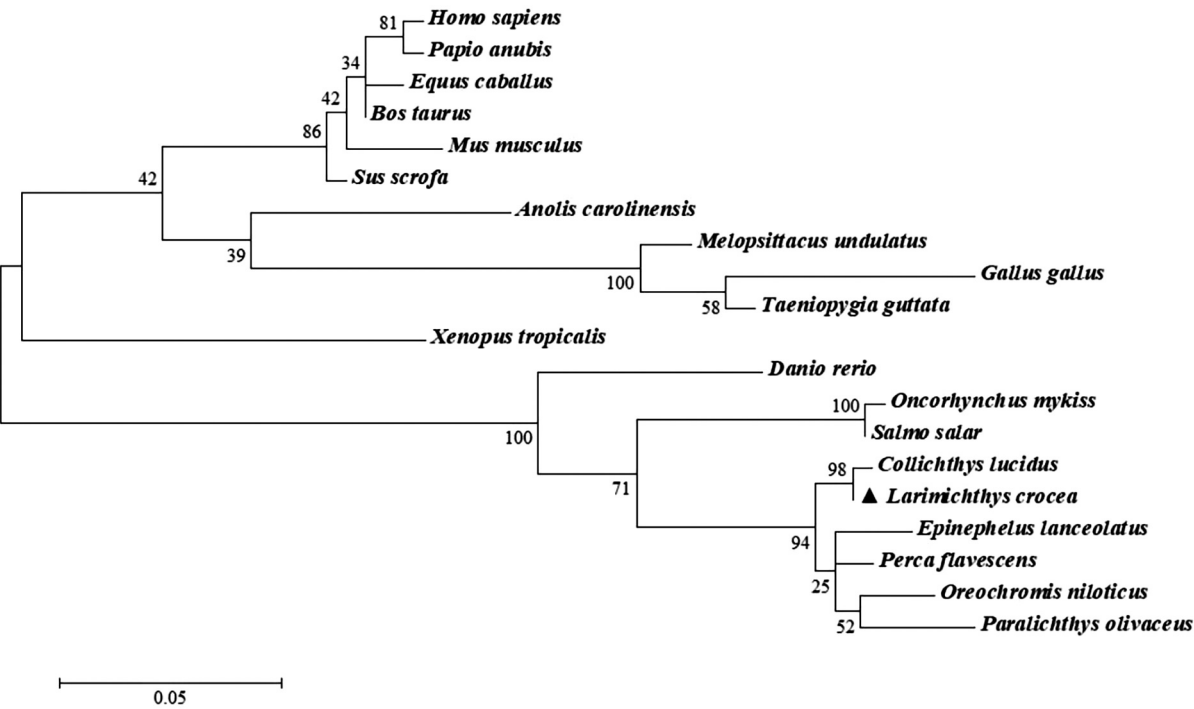 Homo sapiens
81
Papio anubis
34
Equus caballus
42
Bos taurus
86
Mus musculus
Sus scrofa
42
Anolis carolinensis
39
Melopsittacus undulatus
100
Gallus gallus
58
Taeniopygia guttata
Xenopus tropicalis
Danio rerio
100
100
Oncorhynchus mykiss
Salmo salar
71
98
Collichthys lucidus
▲ Larimichthys crocea
94
Epinephelus lanceolatus
Perca flavescens
25
Oreochromis niloticus
52
Paralichthys olivaceus
0.05